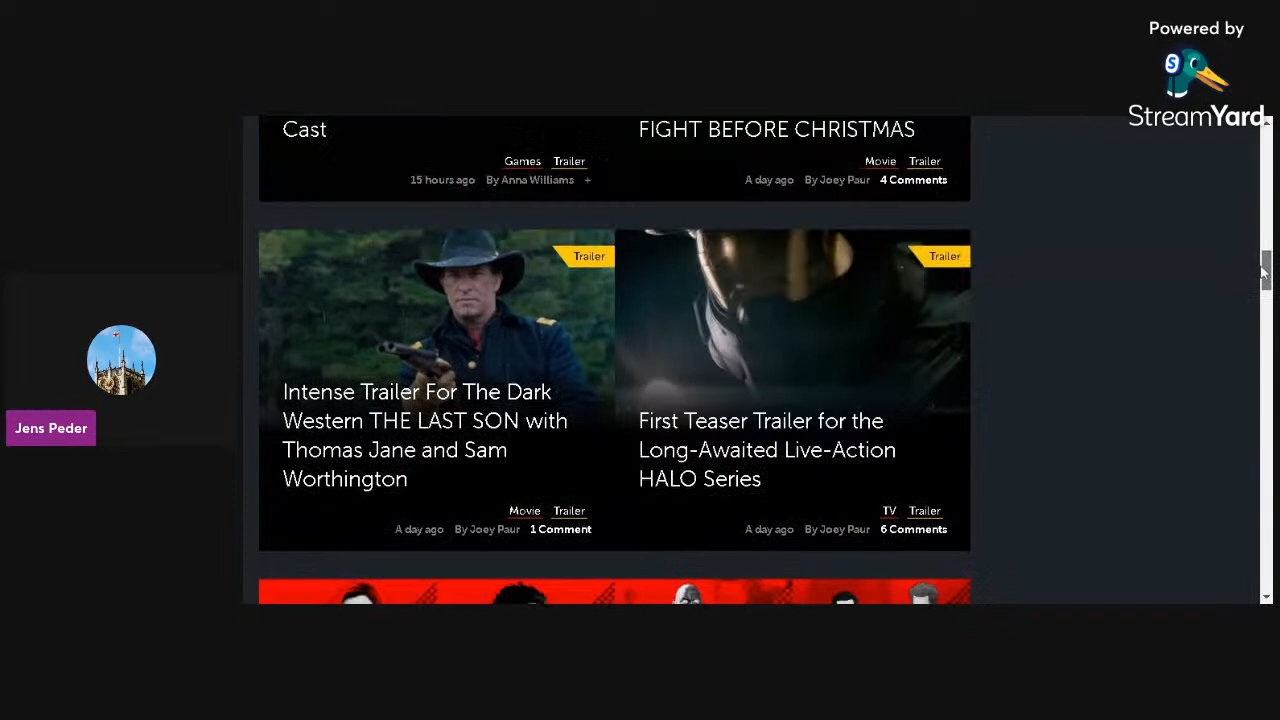 Powered by
StreamYard
Cast
Games Trailer
15 hours ago By Anna Williams +
FIGHT BEFORE CHRISTMAS
Movie Trailer
A day ago By Joey Paur 4 Comments
Trailer
Intense Trailer For The Dark
Western THE LAST SON with
Thomas Jane and Sam
Worthington
Movie Trailer
A day ago By Joey Paur 1 Comment
Trailer
First Teaser Trailer for the
Long-Awaited Live-Action
HALO Series
TV Trailer
A day ago By Joey Paur 6 Comments
Jens Peder